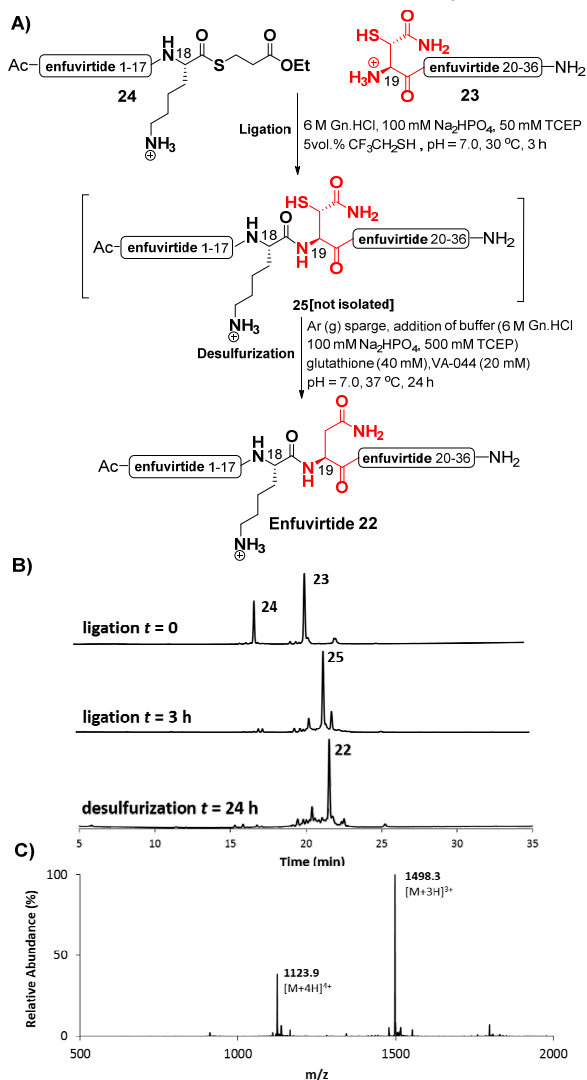 A)
SH O NH2
Ac–enfuvirtide 1-17 H N 18 O S O OEt
24
H3N ⊕ 19 O enfuvirtide 20-36 –NH2
23
NH3 ⊕
Ligation
6 M Gn.HCl, 100 mM Na2HPO4, 50 mM TCEP
5vol.% CF3CH2SH , pH = 7.0, 30 °C, 3 h
HS O NH2
Ac–enfuvirtide 1-17 H N 18 O N H 19 O enfuvirtide 20-36 –NH2
NH3 ⊕
25[not isolated]
Desulfurization
Ar (g) sparge, addition of buffer (6 M Gn.HCl
100 mM Na2HPO4, 500 mM TCEP)
glutathione (40 mM),VA-044 (20 mM)
pH = 7.0, 37 °C, 24 h
O NH2
Ac–enfuvirtide 1-17 H N 18 O N H 19 O enfuvirtide 20-36 –NH2
NH3 ⊕
Enfuvirtide 22
B)
23
24
ligation t = 0
25
ligation t = 3 h
22
desulfurization t = 24 h
5 10 15 20 25 30 35
Time (min)
C)
Relative Abundance (%)
100
50
0
1498.3
[M+3H]3+
1123.9
[M+4H]4+
500 1000 1500 2000
m/z